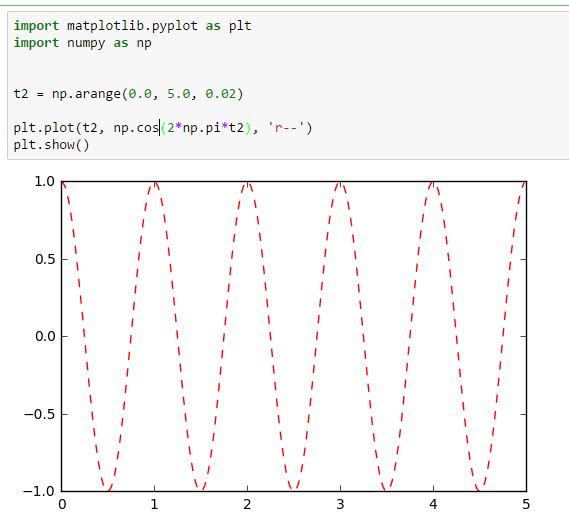 import matplotlib.pyplot as plt
import numpy as np
t2 = np.arange(0.0, 5.0, 0.02)
plt.plot(t2, np.cos(2*np.pi*t2), 'r--')
plt.show()
1.0
0.5
0.0
−0.5
−1.0
0 1 2 3 4 5